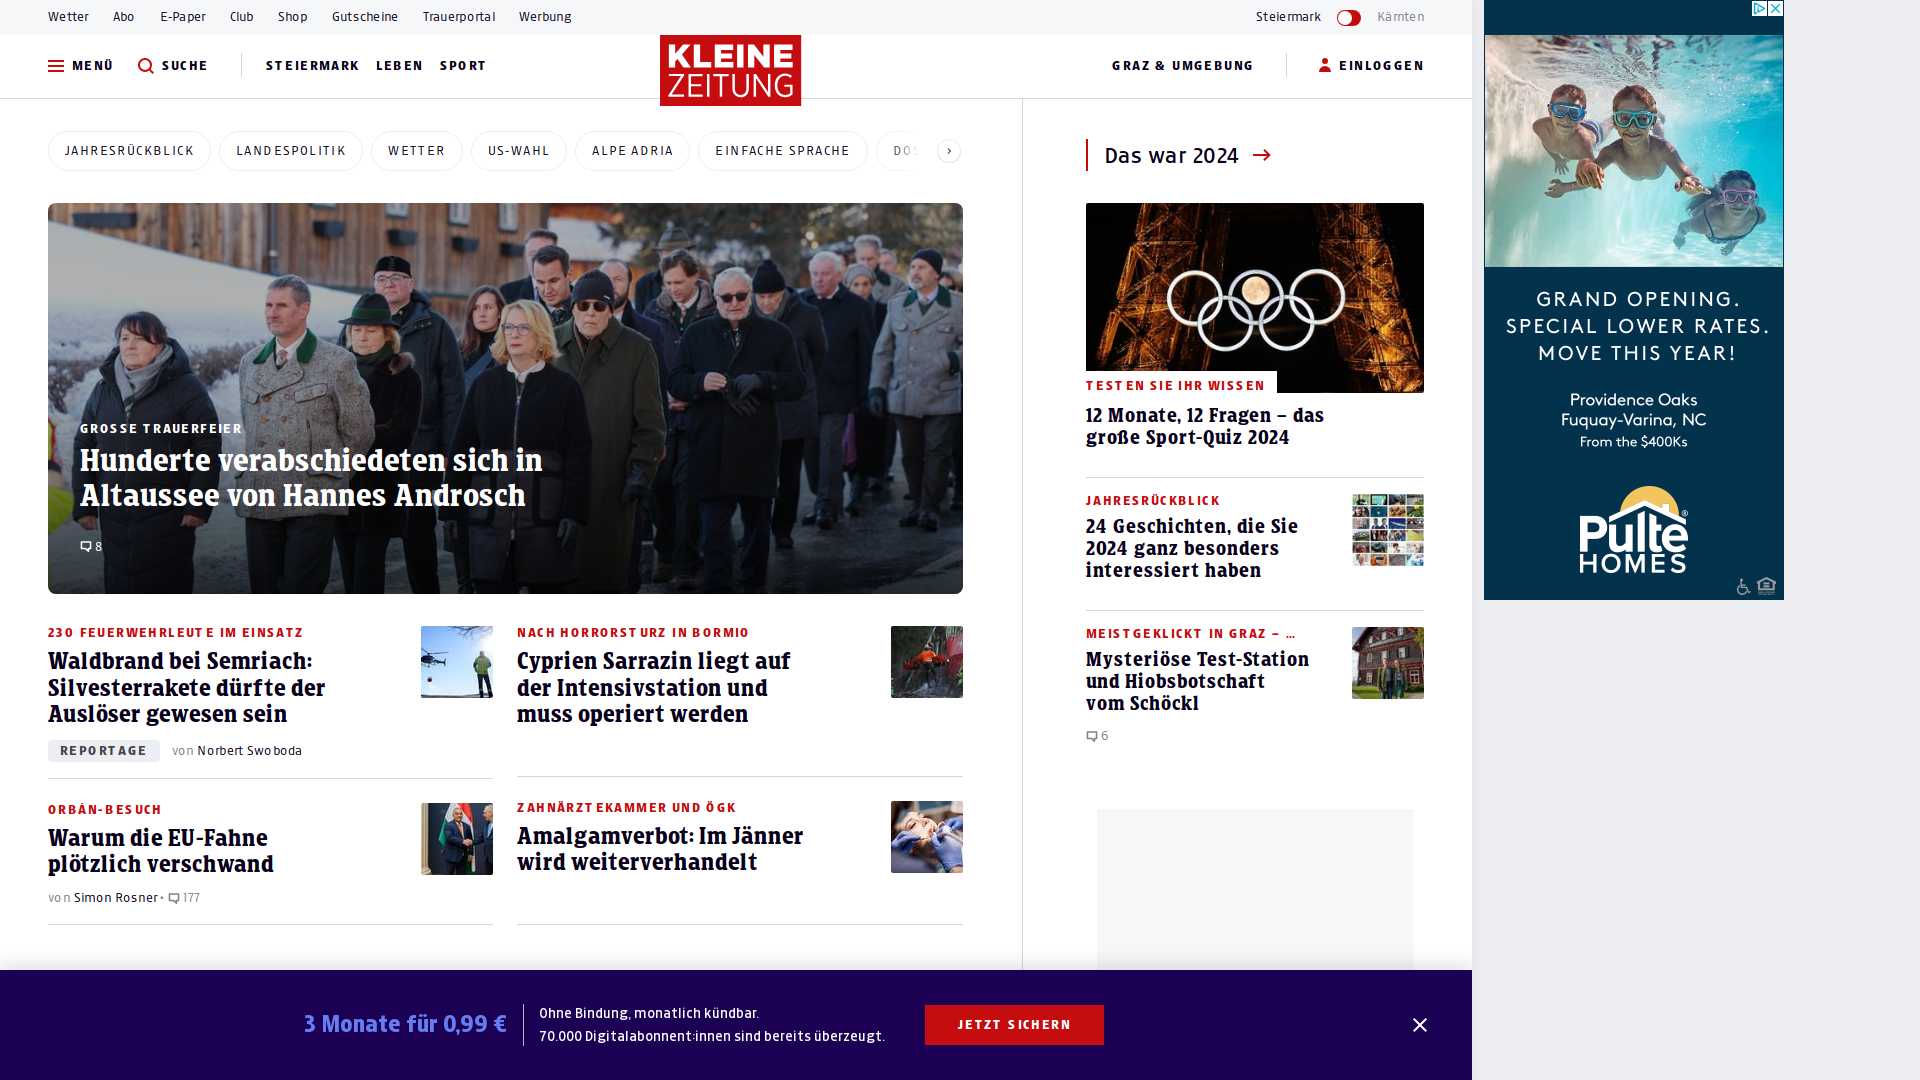 Wetter Abo E-Paper Club Shop Gutscheine Trauerportal Werbung
Steiermark Kärnten
MENÜ SUCHE STEIERMARK LEBEN SPORT
KLEINE
ZEITUNG
GRAZ & UMGEBUNG EINLOGGEN
JAHRESRÜCKBLICK LANDESPOLITIK WETTER US-WAHL ALPE ADRIA EINFACHE SPRACHE
GROSSE TRAUERFEIER
Hunderte verabschiedeten sich in
Altaussee von Hannes Androsch
8
230 FEUERWEHRLEUTE IM EINSATZ
Waldbrand bei Semriach:
Silvesterrakete dürfte der
Auslöser gewesen sein
REPORTAGE von Norbert Swoboda
NACH HORRORSTURZ IN BORMIO
Cyprien Sarrazin liegt auf
der Intensivstation und
muss operiert werden
ORBÁN-BESUCH
Warum die EU-Fahne
plötzlich verschwand
von Simon Rosner • 177
ZAHNÄRZTEKAMMER UND ÖGK
Amalgamverbot: Im Jänner
wird weiterverhandelt
Das war 2024
TESTEN SIE IHR WISSEN
12 Monate, 12 Fragen – das
große Sport-Quiz 2024
JAHRESRÜCKBLICK
24 Geschichten, die Sie
2024 ganz besonders
interessiert haben
MEISTGEKLICKT IN GRAZ – …
Mysteriöse Test-Station
und Hiobsbotschaft
vom Schöckl
6
GRAND OPENING.
SPECIAL LOWER RATES.
MOVE THIS YEAR!
Providence Oaks
Fuquay-Varina, NC
From the $400Ks
Pulte®
HOMES
3 Monate für 0,99 €
Ohne Bindung, monatlich kündbar.
70.000 Digitalabonnent:innen sind bereits überzeugt.
JETZT SICHERN